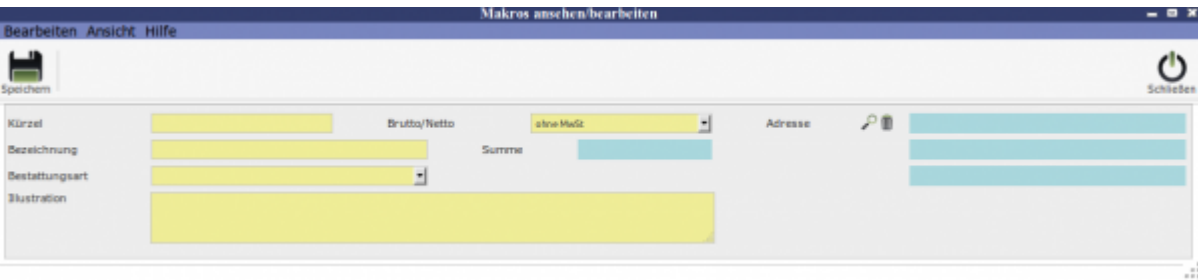 Makros ansehen/bearbeiten
Bearbeiten Ansicht Hilfe
Speichern
Schließen
Kürzel Brutto/Netto ohne MwSt. Adresse
Bezeichnung Summe
Bestattungsart
Illustration